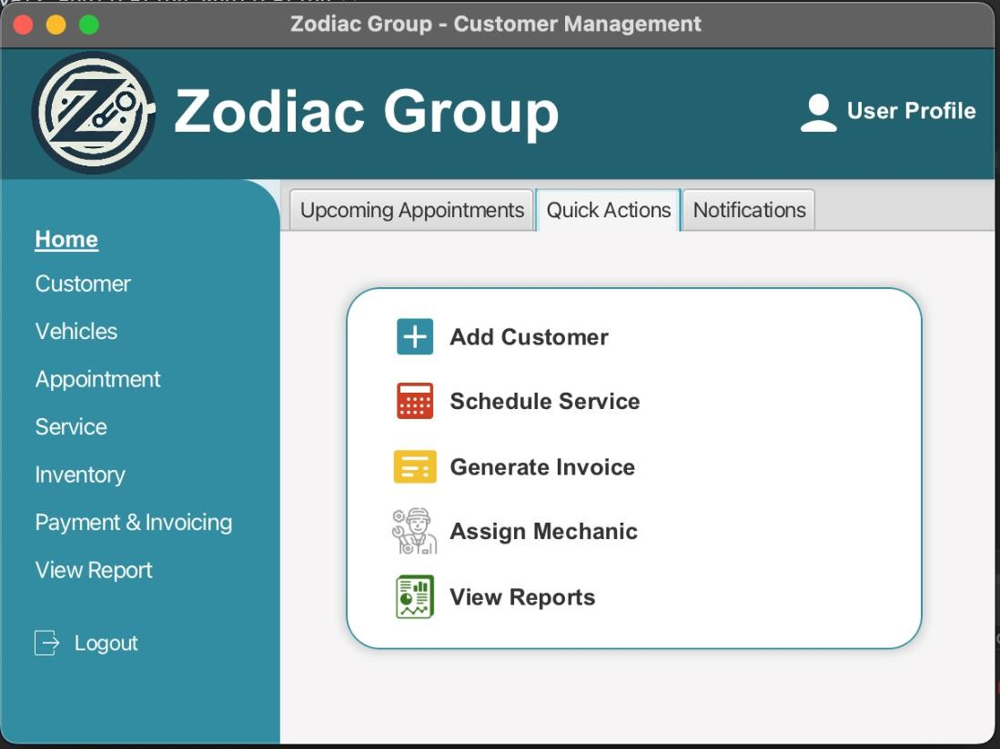 Zodiac Group - Customer Management
Zodiac Group
User Profile
Upcoming Appointments
Quick Actions
Notifications
Home
Customer
Vehicles
Appointment
Service
Inventory
Payment & Invoicing
View Report
Logout
Add Customer
Schedule Service
Generate Invoice
Assign Mechanic
View Reports